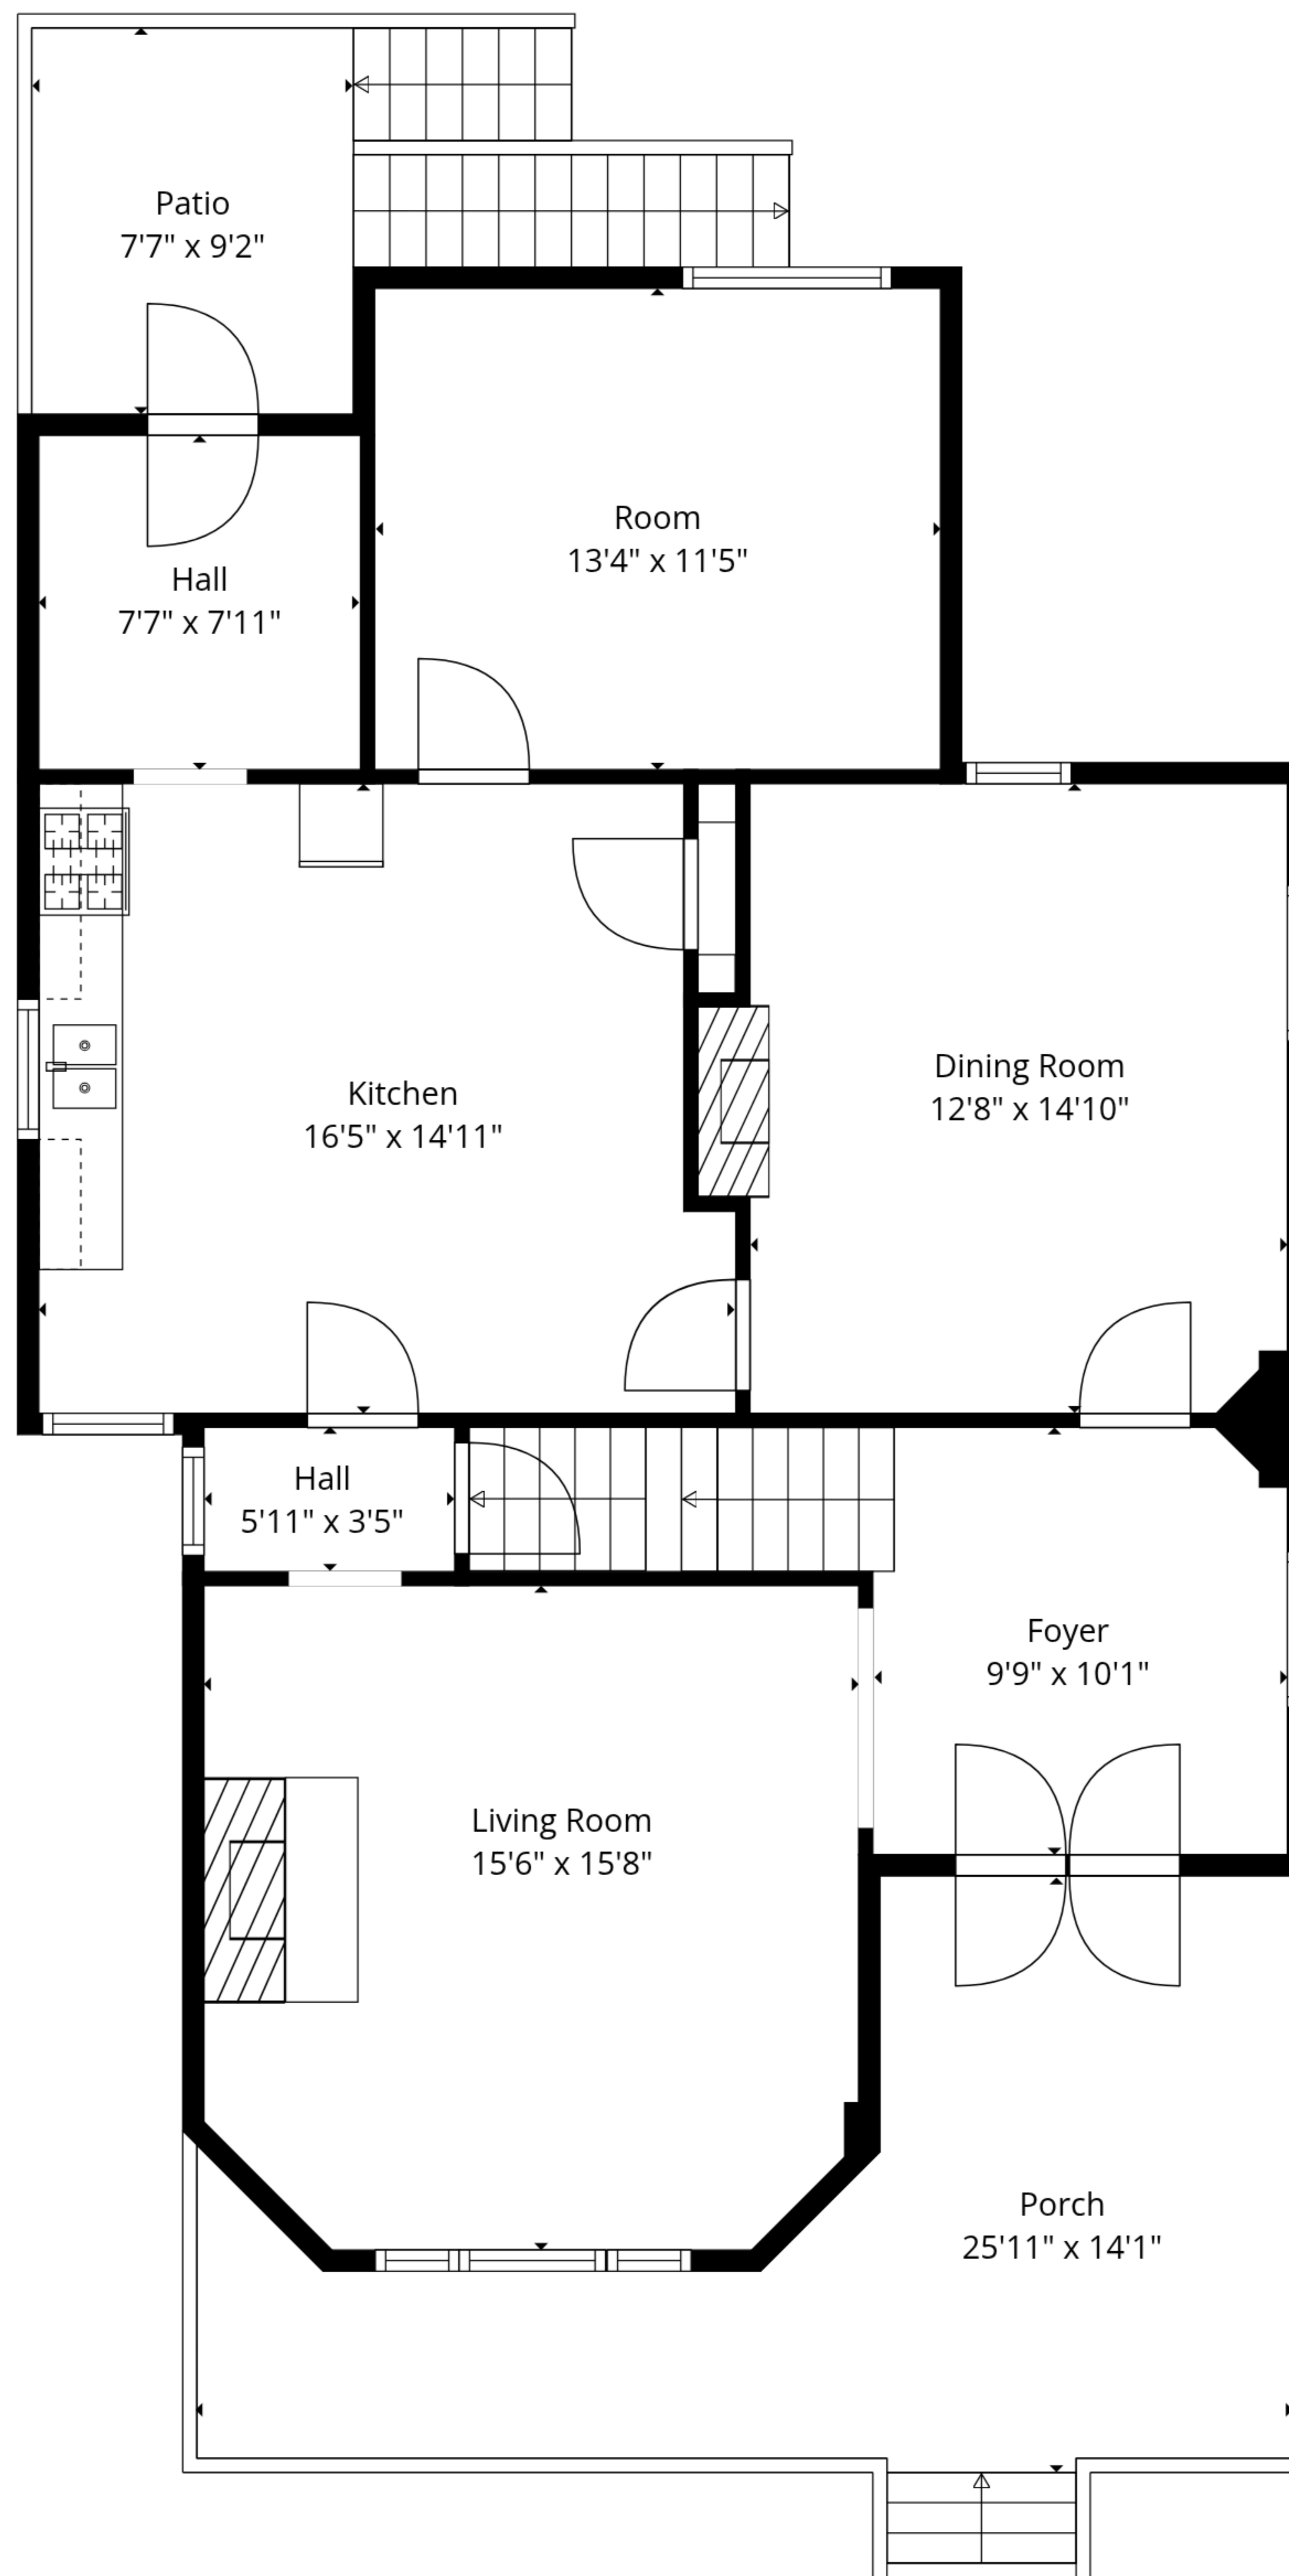 Patio
7'7" x 9'2"
Room
13'4" x 11'5"
Hall
7'7" x 7'11"
Dining Room
12'8" x 14'10"
Kitchen
16'5" x 14'11"
Hall
5'11" x 3'5"
Foyer
9'9" x 10'1"
Living Room
15'6" x 15'8"
Porch
25'11" x 14'1"